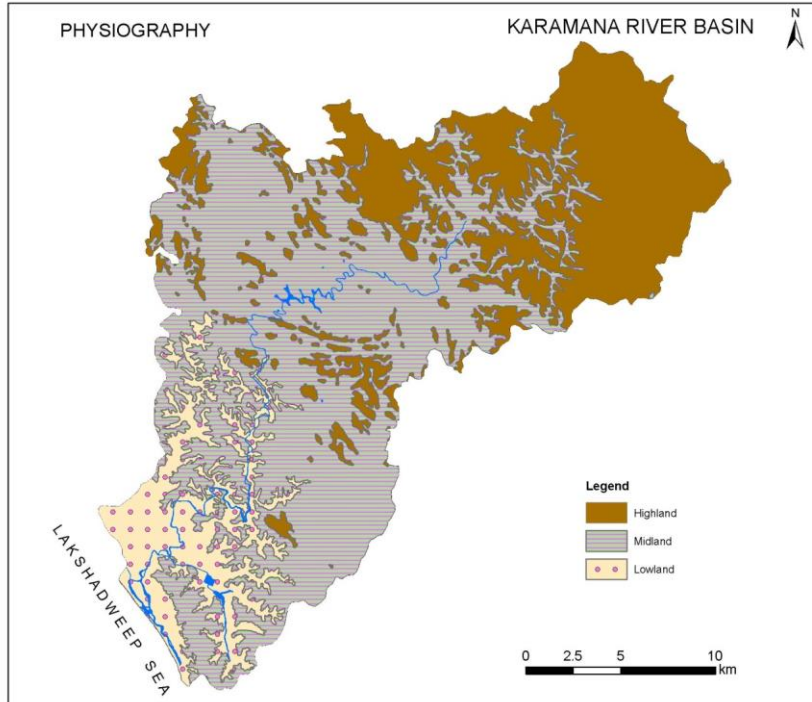 PHYSIOGRAPHY
KARAMANA RIVER BASIN
N
Legend
Highland
Midland
Lowland
LAKSHADWEEP SEA
0 2.5 5 10
km